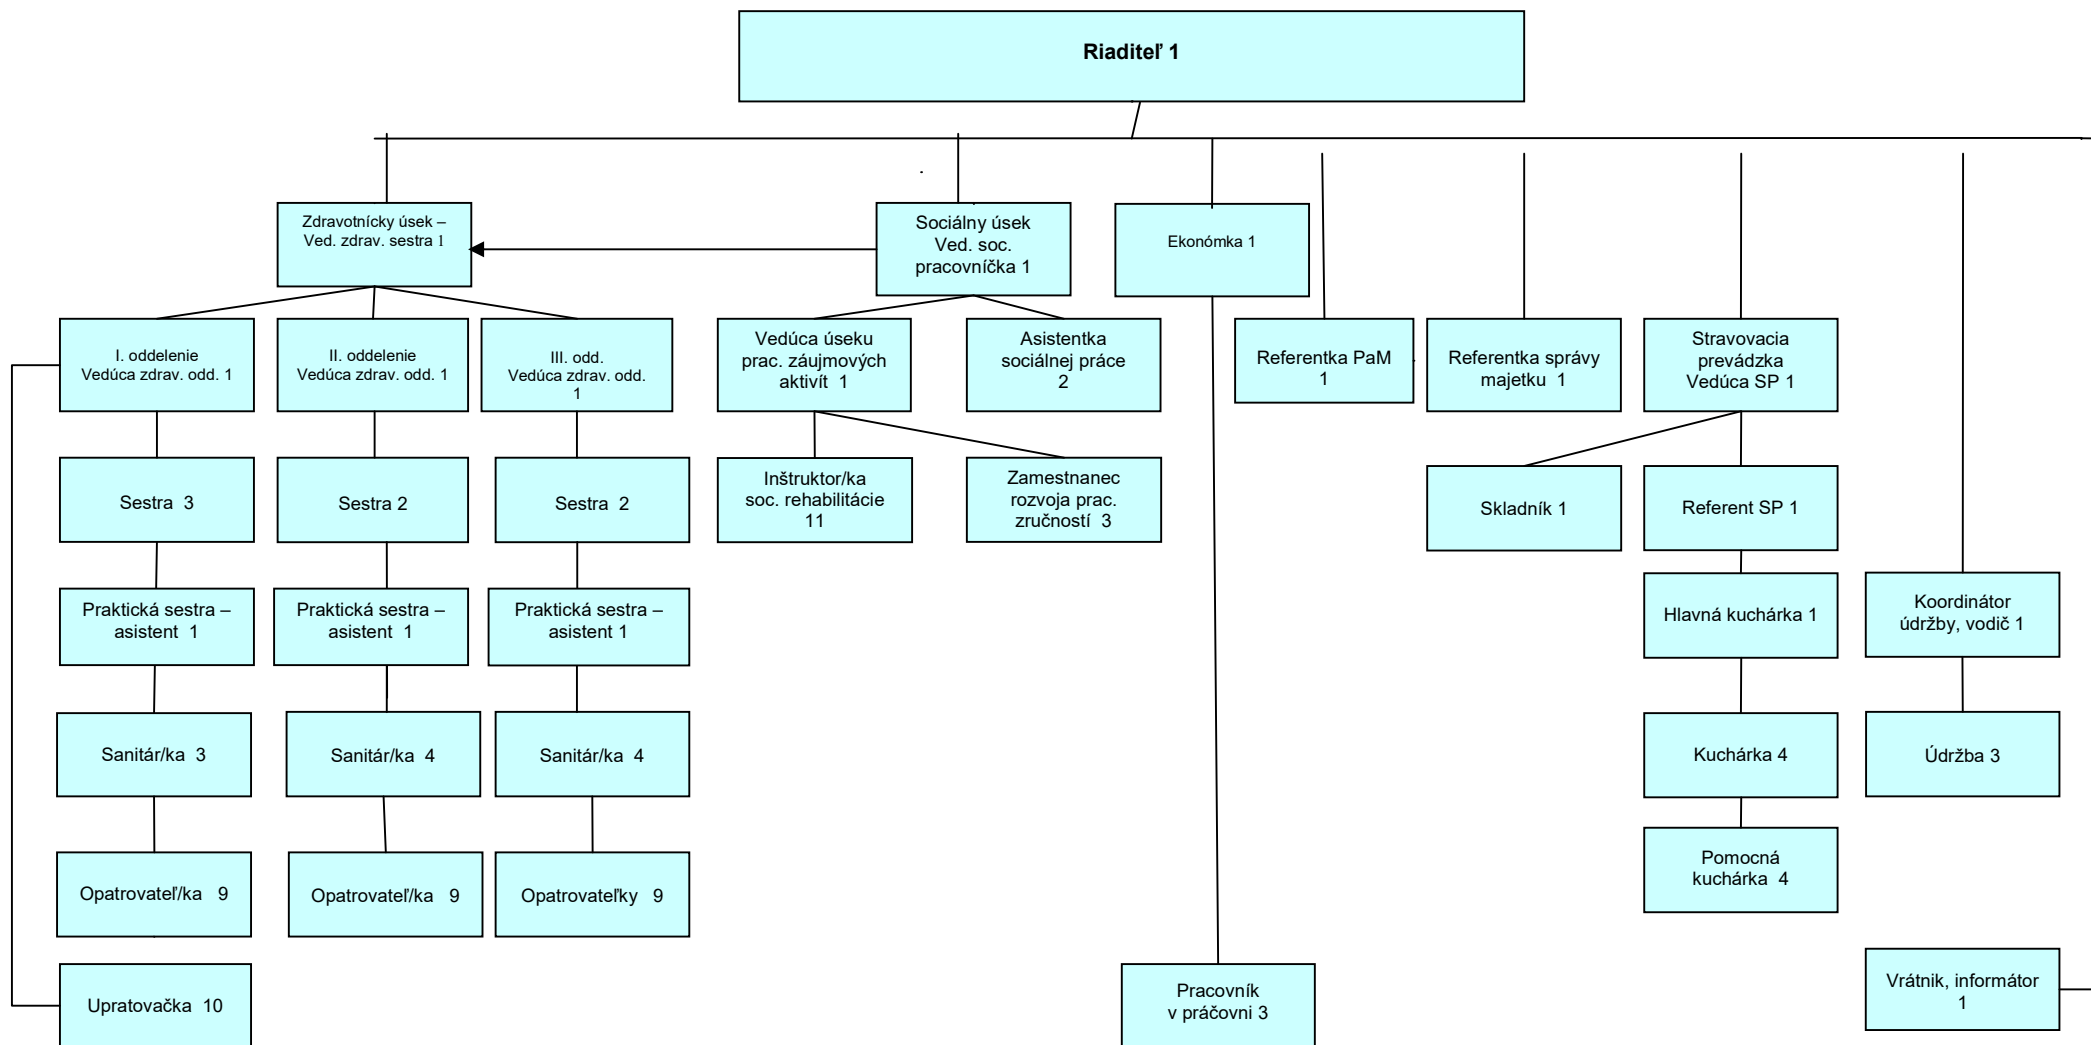 Riaditeľ 1
Zdravotnícky úsek –
Ved. zdrav. sestra 1
Sociálny úsek
Ved. soc.
pracovníčka 1
Ekonómka 1
I. oddelenie
Vedúca zdrav. odd. 1
II. oddelenie
Vedúca zdrav. odd. 1
III. odd.
Vedúca zdrav. odd.
1
Vedúca úseku
prac. záujmových
aktivít 1
Asistentka
sociálnej práce
2
Referentka PaM
1
Referentka správy
majetku 1
Stravovacia
prevádzka
Vedúca SP 1
Sestra 3
Sestra 2
Sestra 2
Inštruktor/ka
soc. rehabilitácie
11
Zamestnanec
rozvoja prac.
zručností 3
Skladník 1
Referent SP 1
Praktická sestra –
asistent 1
Praktická sestra –
asistent 1
Praktická sestra –
asistent 1
Hlavná kuchárka 1
Koordinátor
údržby, vodič 1
Sanitár/ka 3
Sanitár/ka 4
Sanitár/ka 4
Kuchárka 4
Údržba 3
Opatrovateľ/ka 9
Opatrovateľ/ka 9
Opatrovateľky 9
Pomocná
kuchárka 4
Upratovačka 10
Pracovník
v práčovni 3
Vrátnik, informátor
1